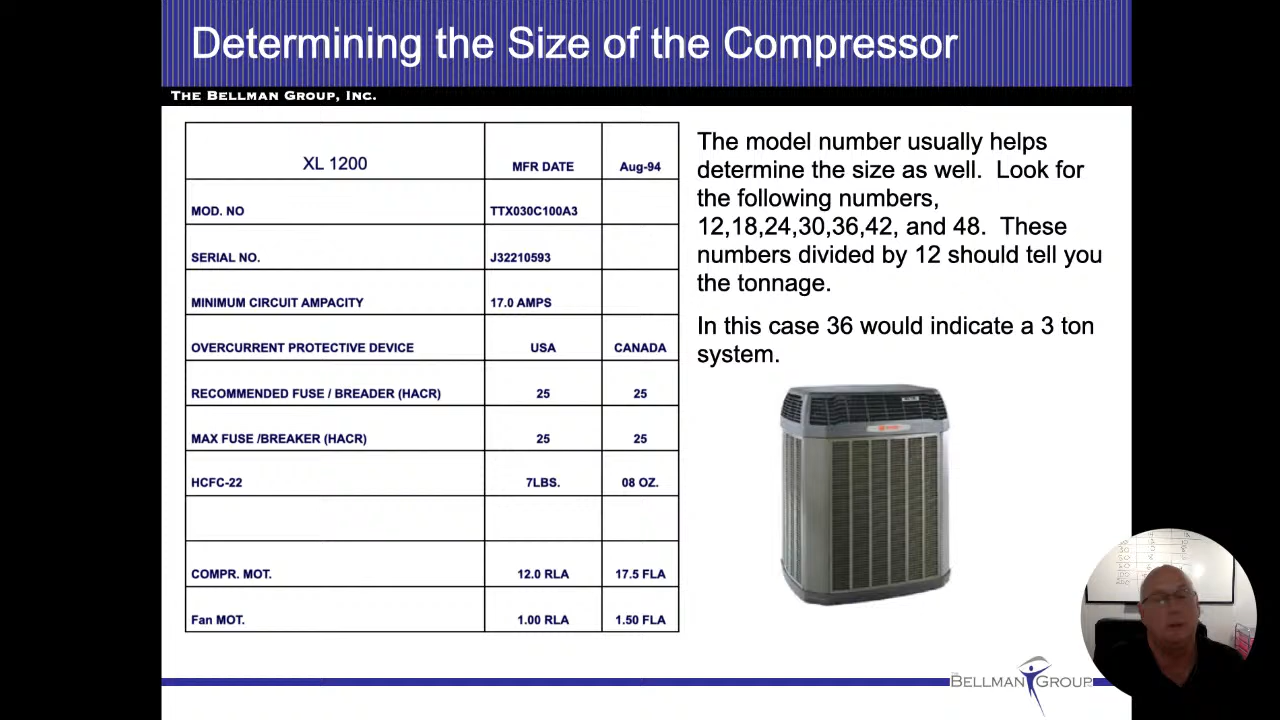 Determining the Size of the Compressor
THE BELLMAN GROUP, INC.
XL 1200 MFR DATE Aug-94
MOD. NO TTX030C100A3
SERIAL NO. J32210593
MINIMUM CIRCUIT AMPACITY 17.0 AMPS
OVERCURRENT PROTECTIVE DEVICE USA CANADA
RECOMMENDED FUSE / BREADER (HACR) 25 25
MAX FUSE /BREAKER (HACR) 25 25
HCFC-22 7LBS. 08 OZ.
COMPR. MOT. 12.0 RLA 17.5 FLA
Fan MOT. 1.00 RLA 1.50 FLA
The model number usually helps
determine the size as well. Look for
the following numbers,
12,18,24,30,36,42, and 48. These
numbers divided by 12 should tell you
the tonnage.
In this case 36 would indicate a 3 ton
system.
THE
BELLMAN GROUP